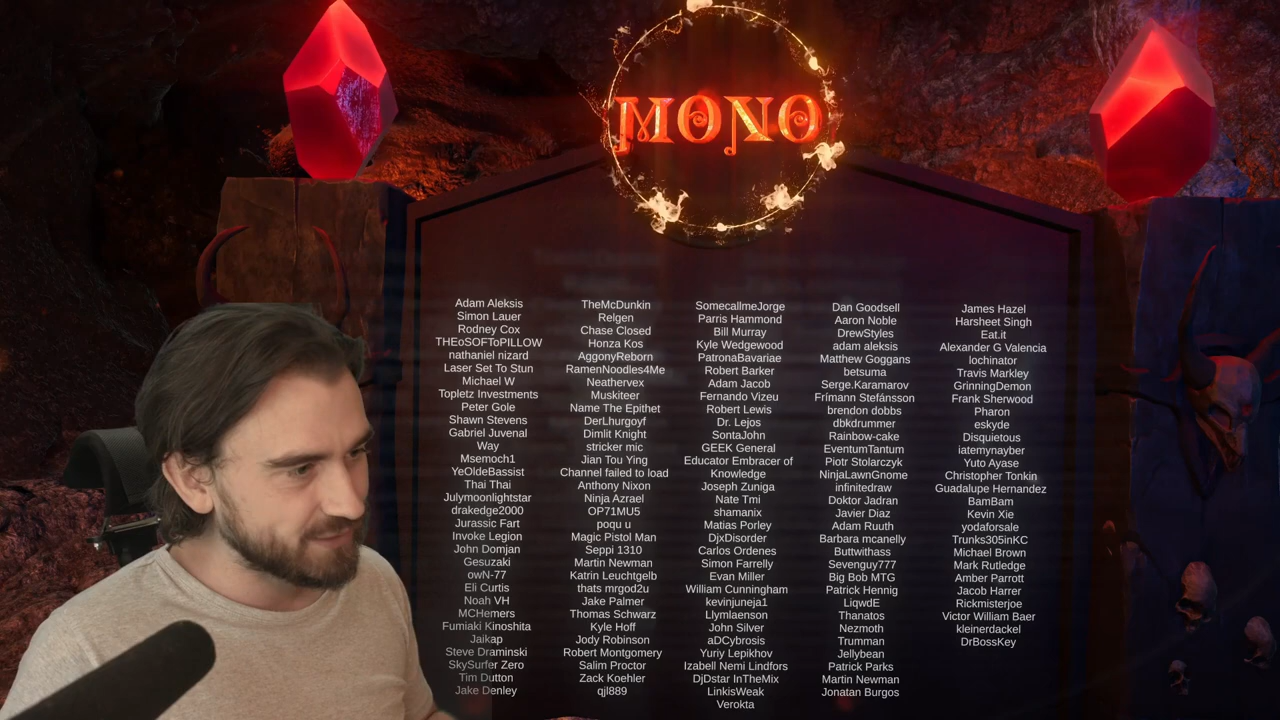 MONO
Adam Aleksis
Simon Lauer
Rodney Cox
THEoSOFToPILLOW
nathaniel nizard
Laser Set To Stun
Michael W
Topletz Investments
Peter Gole
Shawn Stevens
Gabriel Juvenal
Way
Msemoch1
YeOldeBassist
Thai Thai
Julymoonlightstar
drakedge2000
Jurassic Fart
Invoke Legion
John Domjan
Gesuzaki
owN-77
Eli Curtis
Noah VH
MCHemers
Fumiaki Kinoshita
Jaikap
Steve Draminski
SkySurfer Zero
Tim Dutton
Jake Denley
TheMcDunkin
Relgen
Chase Closed
Honza Kos
AggonyReborn
RamenNoodles4Me
Neathervex
Muskiteer
Name The Epithet
DerLhurgoyf
Dimlit Knight
stricker mic
Jian Tou Ying
Channel failed to load
Anthony Nixon
Ninja Azrael
OP71MU5
poqu u
Magic Pistol Man
Seppi 1310
Martin Newman
Katrin Leuchtgelb
thats mrgod2u
Jake Palmer
Thomas Schwarz
Kyle Hoff
Jody Robinson
Robert Montgomery
Salim Proctor
Zack Koehler
qjl889
SomecallmeJorge
Parris Hammond
Bill Murray
Kyle Wedgewood
PatronaBavariae
Robert Barker
Adam Jacob
Fernando Vizeu
Robert Lewis
Dr. Lejos
SontaJohn
GEEK General
Educator Embracer of
Knowledge
Joseph Zuniga
Nate Tmi
shamanix
Matias Porley
DjxDisorder
Carlos Ordenes
Simon Farrelly
Evan Miller
William Cunningham
kevinjuneja1
Llymlaenson
John Silver
aDCybrosis
Yuriy Lepikhov
Izabell Nemi Lindfors
DjDstar InTheMix
LinkisWeak
Verokta
Dan Goodsell
Aaron Noble
DrewStyles
adam aleksis
Matthew Goggans
betsuma
Serge.Karamarov
Frímann Stefánsson
brendon dobbs
dbkdrummer
Rainbow-cake
EventumTantum
Piotr Stolarczyk
NinjaLawnGnome
infinitedraw
Doktor Jadran
Javier Diaz
Adam Ruuth
Barbara mcanelly
Buttwithass
Sevenguy777
Big Bob MTG
Patrick Hennig
LiqwdE
Thanatos
Nezmoth
Trumman
Jellybean
Patrick Parks
Martin Newman
Jonatan Burgos
James Hazel
Harsheet Singh
Eat.it
Alexander G Valencia
lochinator
Travis Markley
GrinningDemon
Frank Sherwood
Pharon
eskyde
Disquietous
iatemynayber
Yuto Ayase
Christopher Tonkin
Guadalupe Hernandez
BamBam
Kevin Xie
yodaforsale
Trunks305inKC
Michael Brown
Mark Rutledge
Amber Parrott
Jacob Harrer
Rickmisterjoe
Victor William Baer
kleinerdackel
DrBossKey